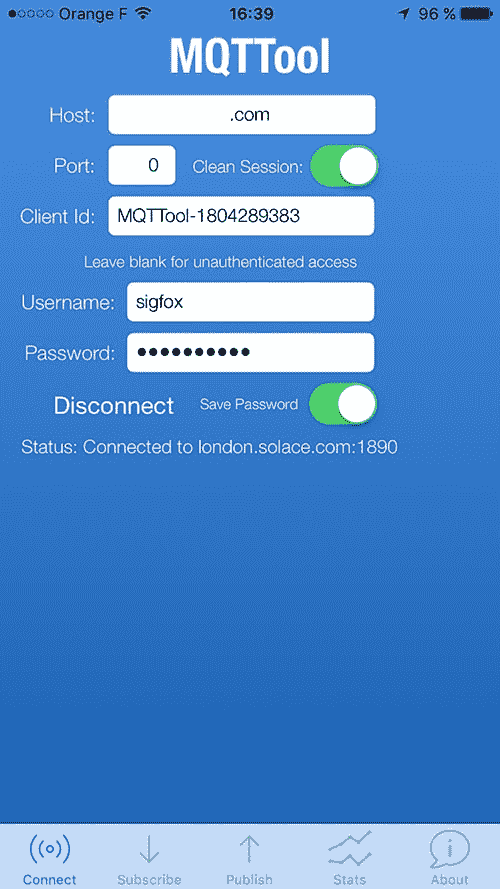 Orange F 16:39 96 %
MQTTool
Host: .com
Port: 0 Clean Session:
Client Id: MQTTool-1804289383
Leave blank for unauthenticated access
Username: sigfox
Password: ●●●●●●●●●●
Disconnect Save Password
Status: Connected to london.solace.com:1890
Connect Subscribe Publish Stats About